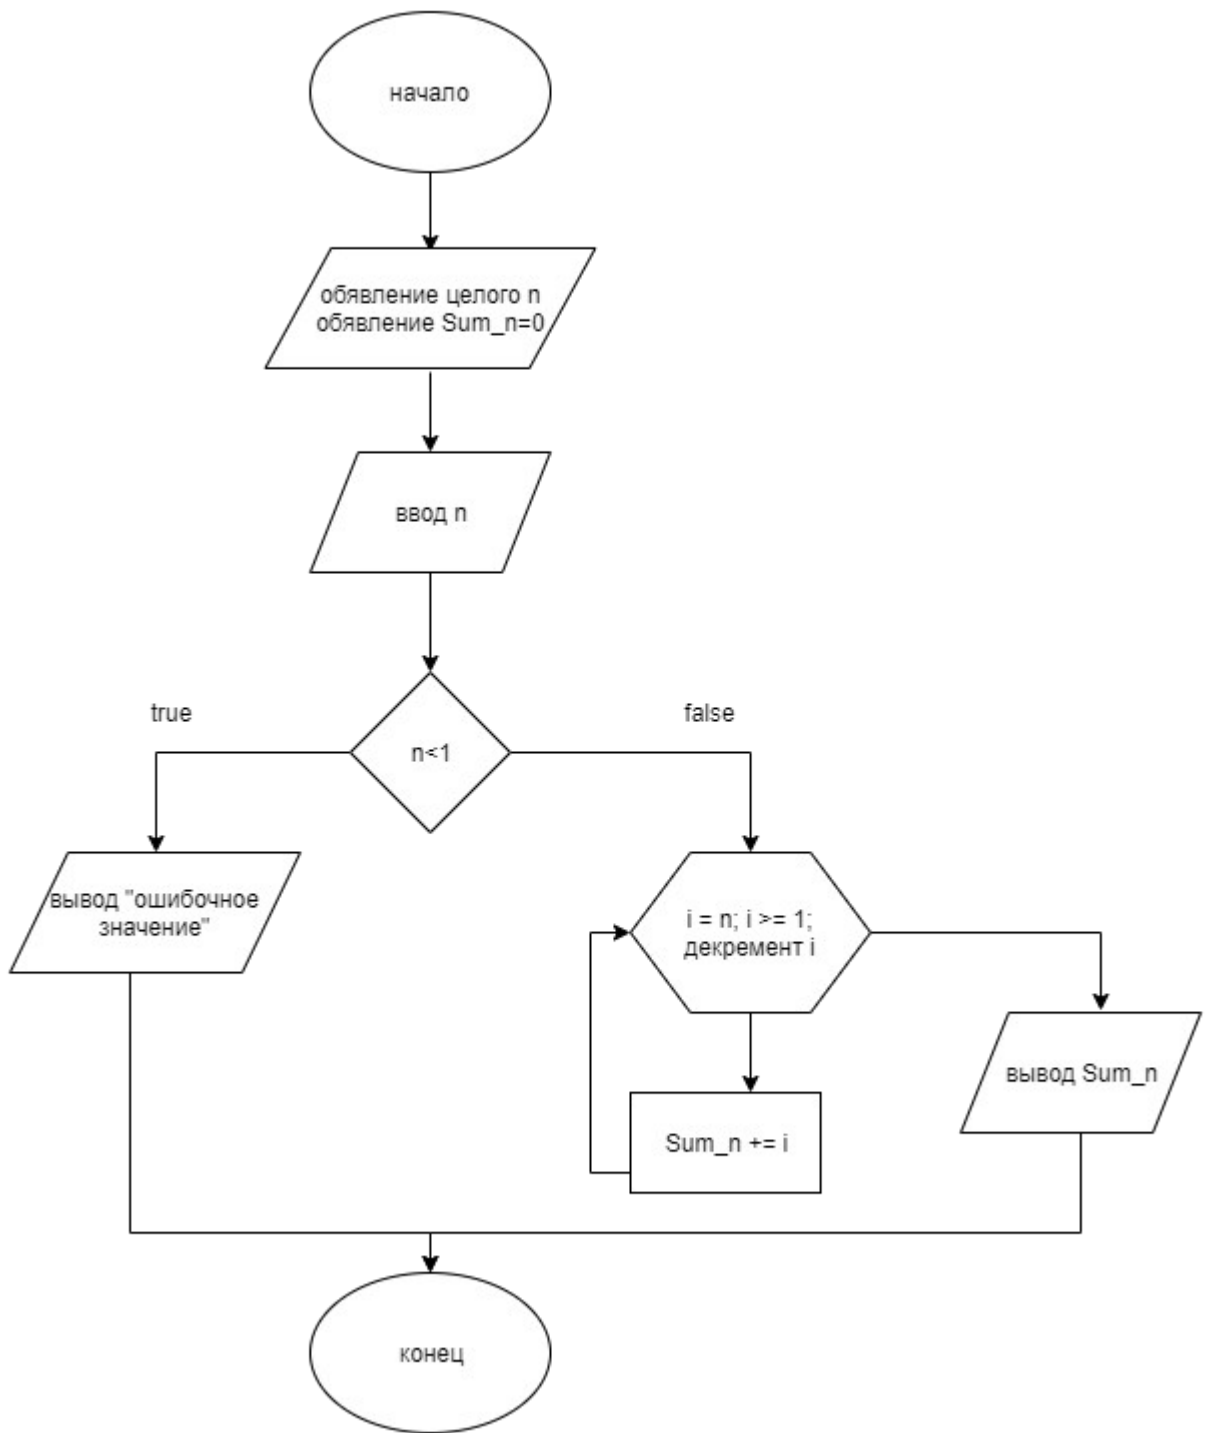 начало
обявление целого n
обявление Sum_n=0
ввод n
true
false
n<1
вывод "ошибочное
значение"
i = n; i >= 1;
декремент i
вывод Sum_n
Sum_n += i
конец